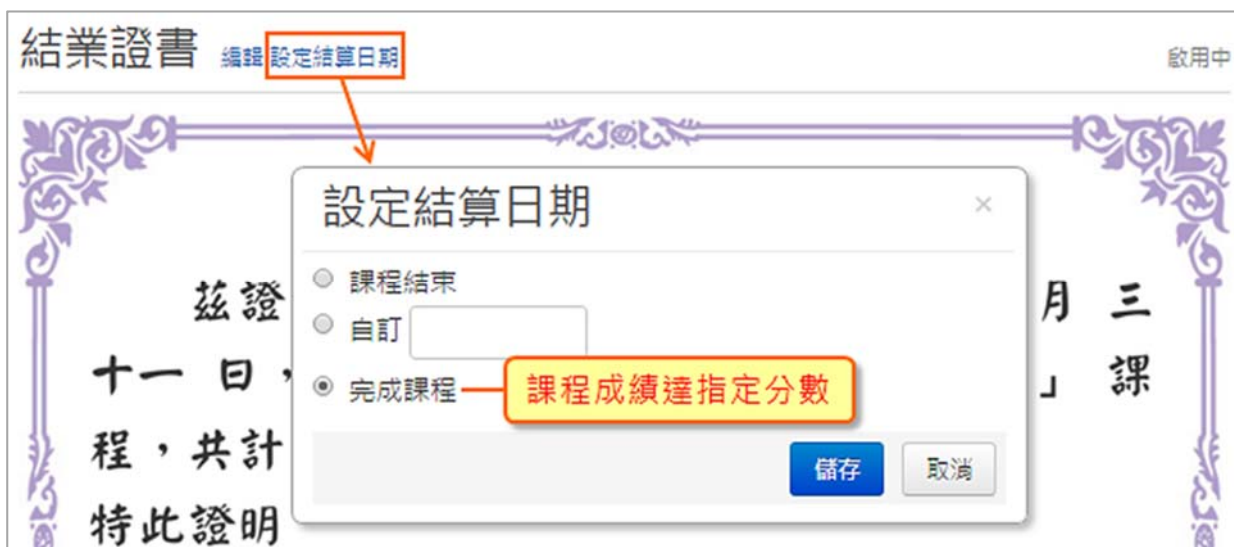 結業證書 編輯 設定結算日期 啟用中
設定結算日期 ×
課程結束
茲證 月 三
自訂
十一 日， 」 課
完成課程 課程成績達指定分數
程，共計
儲存 取消
特此證明